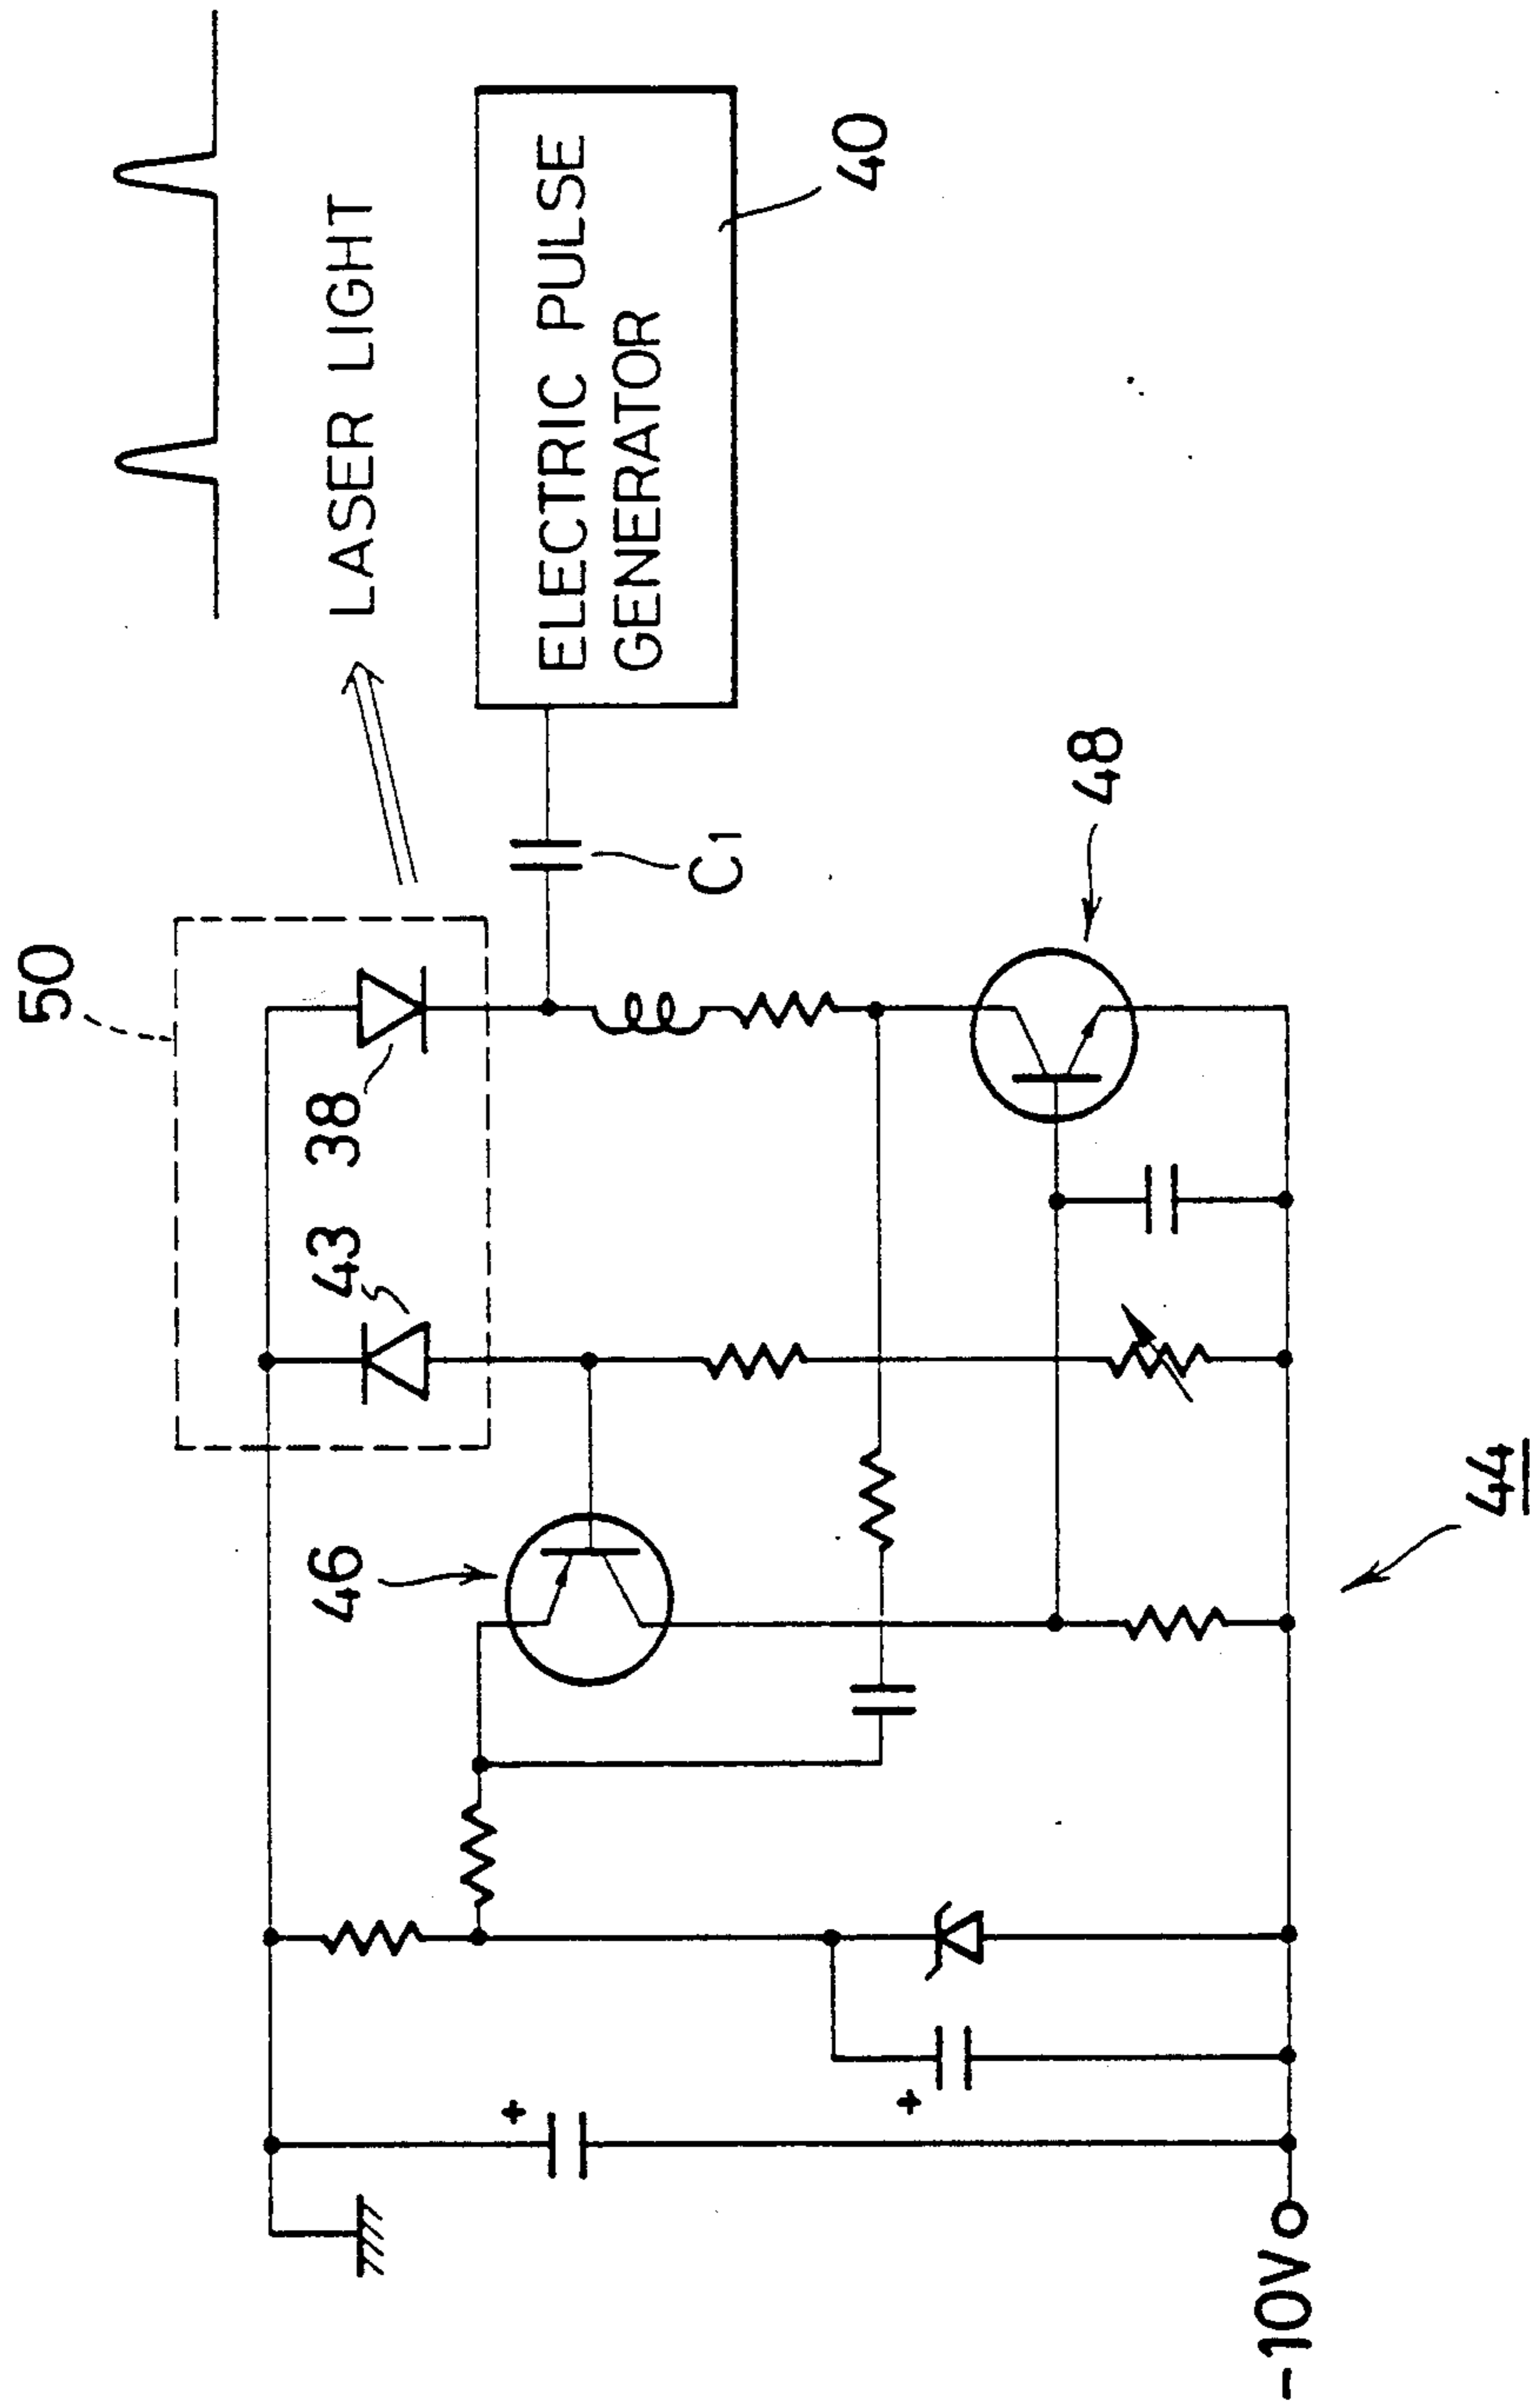 50
LASER LIGHT
43
38
46
ELECTRIC PULSE
GENERATOR
C1
40
48
+
+
-10V
44